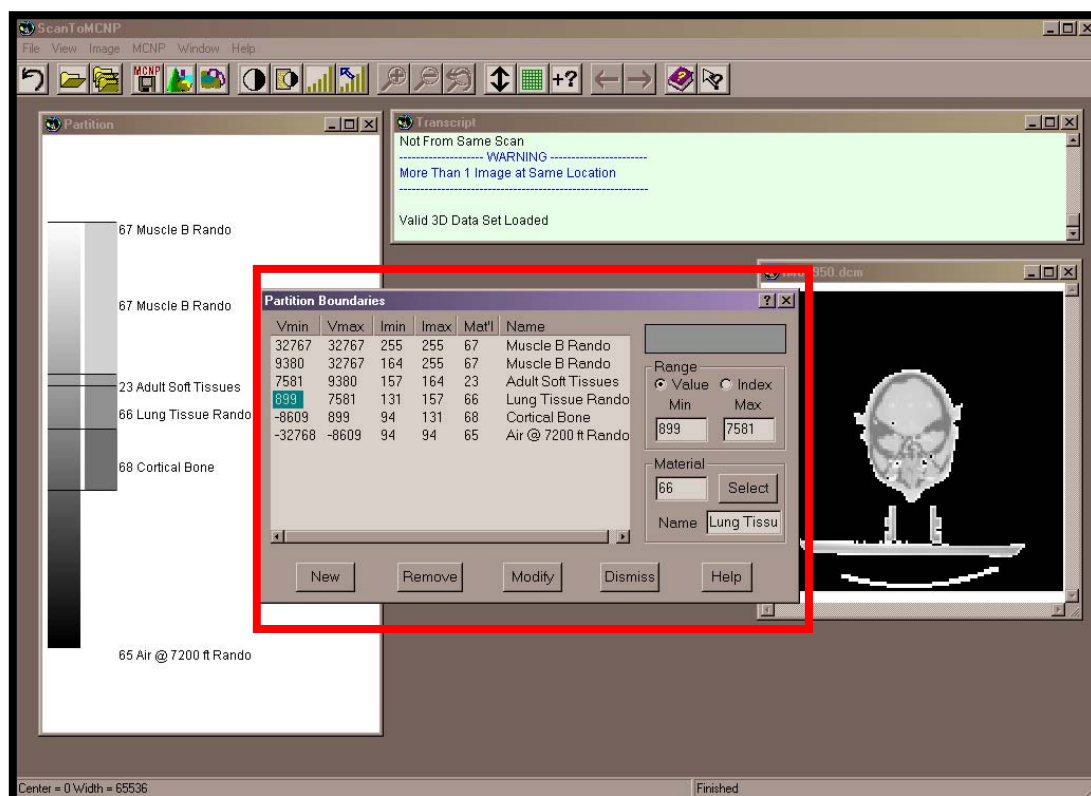 ScanToMCNP
File View Image MCNP Window Help
MCNP
+?
?
?
Partition
67 Muscle B Rando
67 Muscle B Rando
23 Adult Soft Tissues
66 Lung Tissue Rando
68 Cortical Bone
65 Air @ 7200 ft Rando
Transcript
Not From Same Scan
-------------------- WARNING -----------------------
More Than 1 Image at Same Location
-----------------------------------------------------------
Valid 3D Data Set Loaded
950.dcm
Partition Boundaries
Vmin Vmax Imin Imax Mat'l Name
32767 32767 255 255 67 Muscle B Rando
9380 32767 164 255 67 Muscle B Rando
7581 9380 157 164 23 Adult Soft Tissues
899 7581 131 157 66 Lung Tissue Rando
-8609 899 94 131 68 Cortical Bone
-32768 -8609 94 94 65 Air @ 7200 ft Rando
Range
Value Index
Min Max
899 7581
Material
66 Select
Name Lung Tissu
New Remove Modify Dismiss Help
Center = 0 Width = 65536
Finished